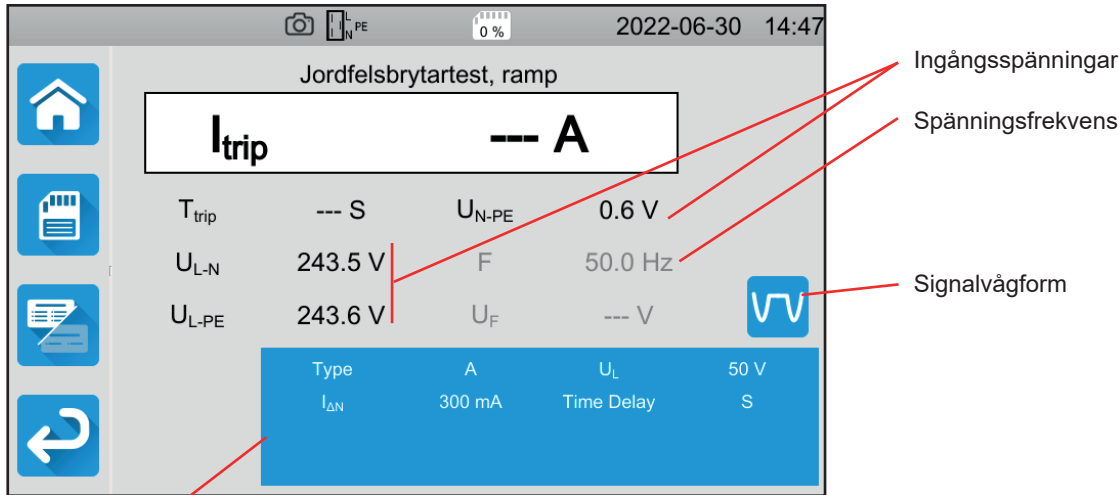 L
N PE 0 % 2022-06-30 14:47
Jordfelsbrytartest, ramp
Itrip --- A
Ttrip --- S UN-PE 0.6 V
UL-N 243.5 V F 50.0 Hz
UL-PE 243.6 V UF --- V
Type A UL 50 V
IΔN 300 mA Time Delay S
Ingångsspänningar
Spänningsfrekvens
Signalvågform